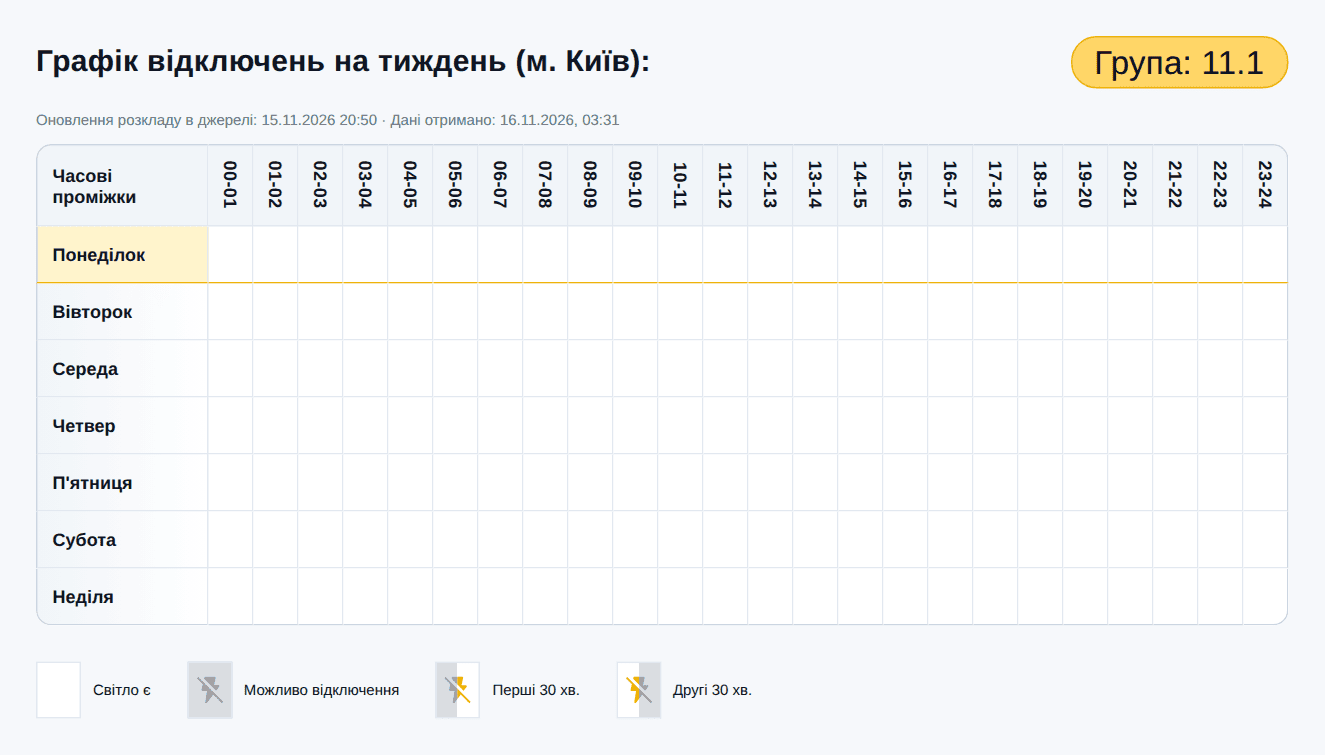 Графік відключень на тиждень (м. Київ):
Група: 11.1
Оновлення розкладу в джерелі: 15.11.2026 20:50 · Дані отримано: 16.11.2026, 03:31
Часові
проміжки
00-01
01-02
02-03
03-04
04-05
05-06
06-07
07-08
08-09
09-10
10-11
11-12
12-13
13-14
14-15
15-16
16-17
17-18
18-19
19-20
20-21
21-22
22-23
23-24
Понеділок
Вівторок
Середа
Четвер
П'ятниця
Субота
Неділя
Світло є
Можливо відключення
Перші 30 хв.
Другі 30 хв.